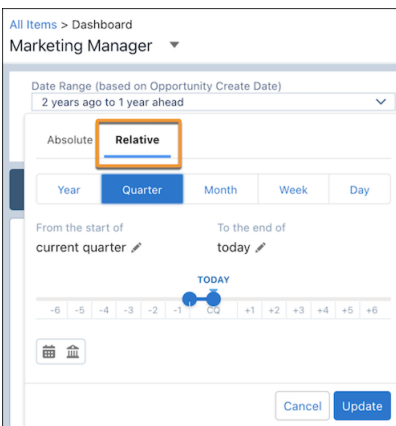 All Items > Dashboard
Marketing Manager
Date Range (based on Opportunity Create Date)
2 years ago to 1 year ahead
Absolute Relative
Year Quarter Month Week Day
From the start of To the end of
current quarter today
TODAY
-6 -5 -4 -3 -2 -1 CQ +1 +2 +3 +4 +5 +6
Cancel Update